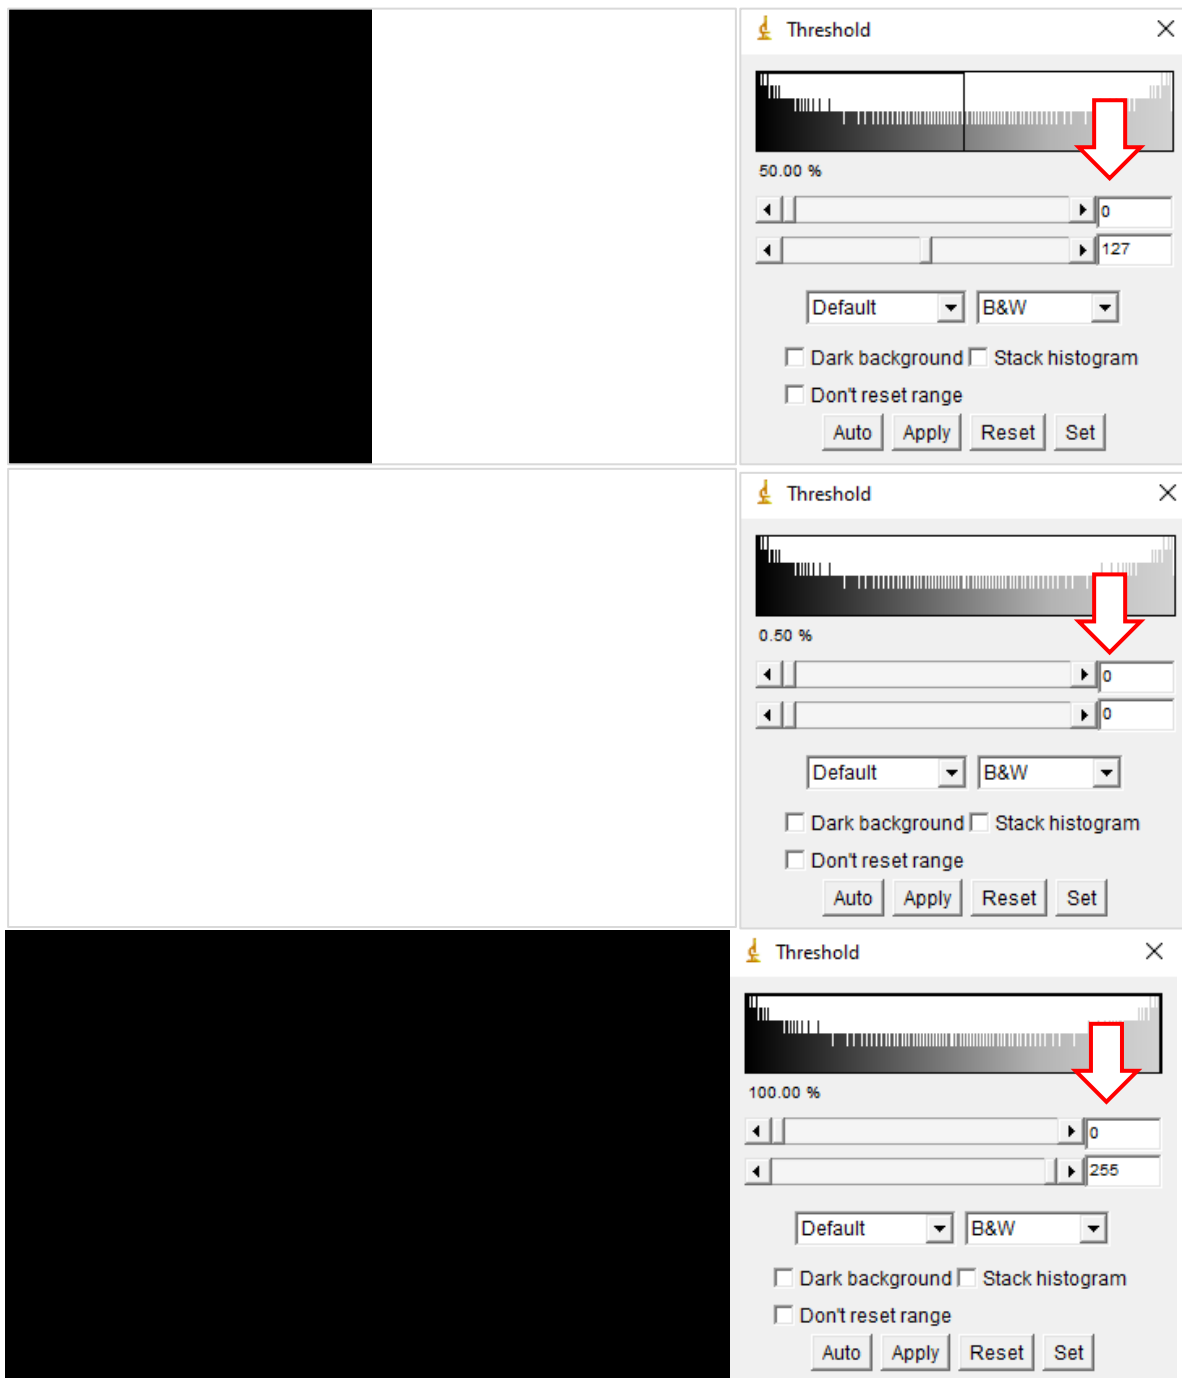 Threshold
50.00 %
0
127
Default B&W
Dark background Stack histogram
Don't reset range
Auto Apply Reset Set
Threshold
0.50 %
0
0
Default B&W
Dark background Stack histogram
Don't reset range
Auto Apply Reset Set
Threshold
100.00 %
0
255
Default B&W
Dark background Stack histogram
Don't reset range
Auto Apply Reset Set